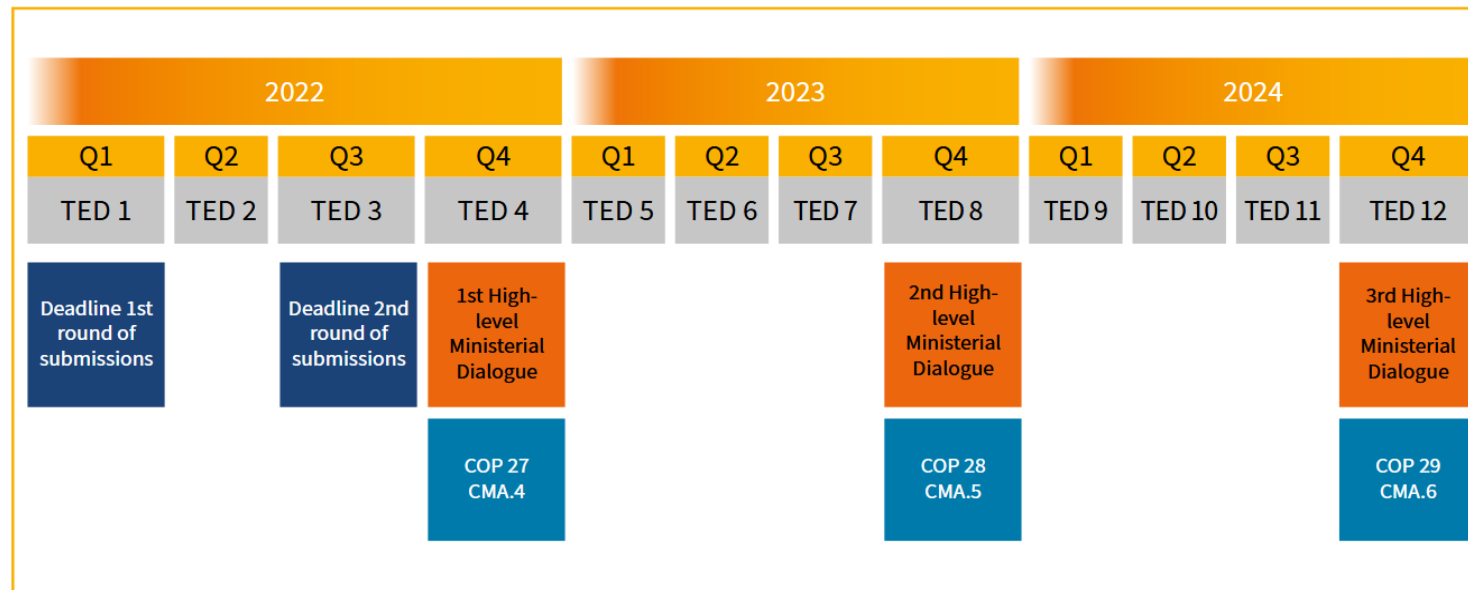 2022 2023 2024
Q1 Q2 Q3 Q4 Q1 Q2 Q3 Q4 Q1 Q2 Q3 Q4
TED 1 TED 2 TED 3 TED 4 TED 5 TED 6 TED 7 TED 8 TED 9 TED 10 TED 11 TED 12
Deadline 1st
round of
submissions
Deadline 2nd
round of
submissions
1st High-
level
Ministerial
Dialogue
2nd High-
level
Ministerial
Dialogue
3rd High-
level
Ministerial
Dialogue
COP 27
CMA.4
COP 28
CMA.5
COP 29
CMA.6